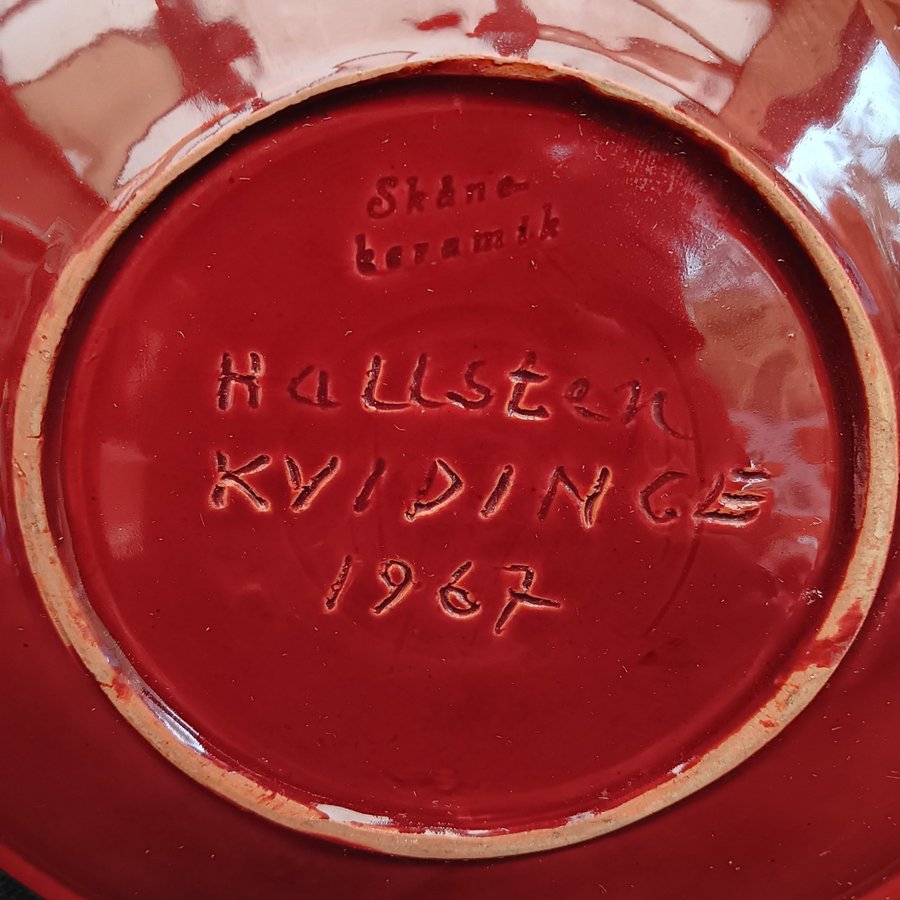 Skåne-
keramik
Hallsten
KVIDINGE
1967